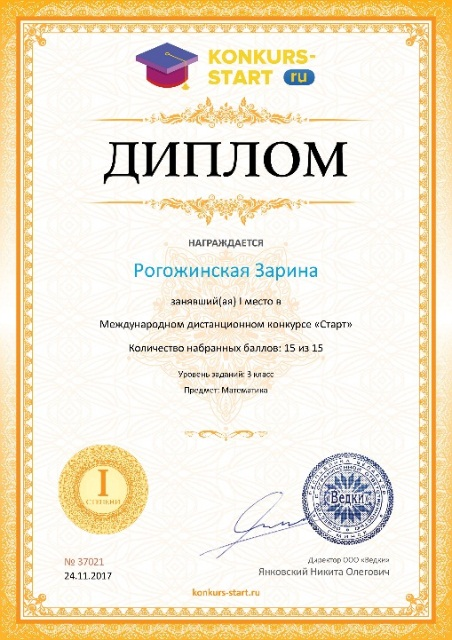 KONKURS-
START ru
ДИПЛОМ
НАГРАЖДАЕТСЯ
Рогожинская Зарина
занявший(ая) I место в
Международном дистанционном конкурсе «Старт»
Количество набранных баллов: 15 из 15
Уровень заданий: 3 класс
Предмет: Математика
I
СТЕПЕНИ
Ведки
№ 37021
24.11.2017
Директор ООО «Ведки»
Янковский Никита Олегович
konkurs-start.ru